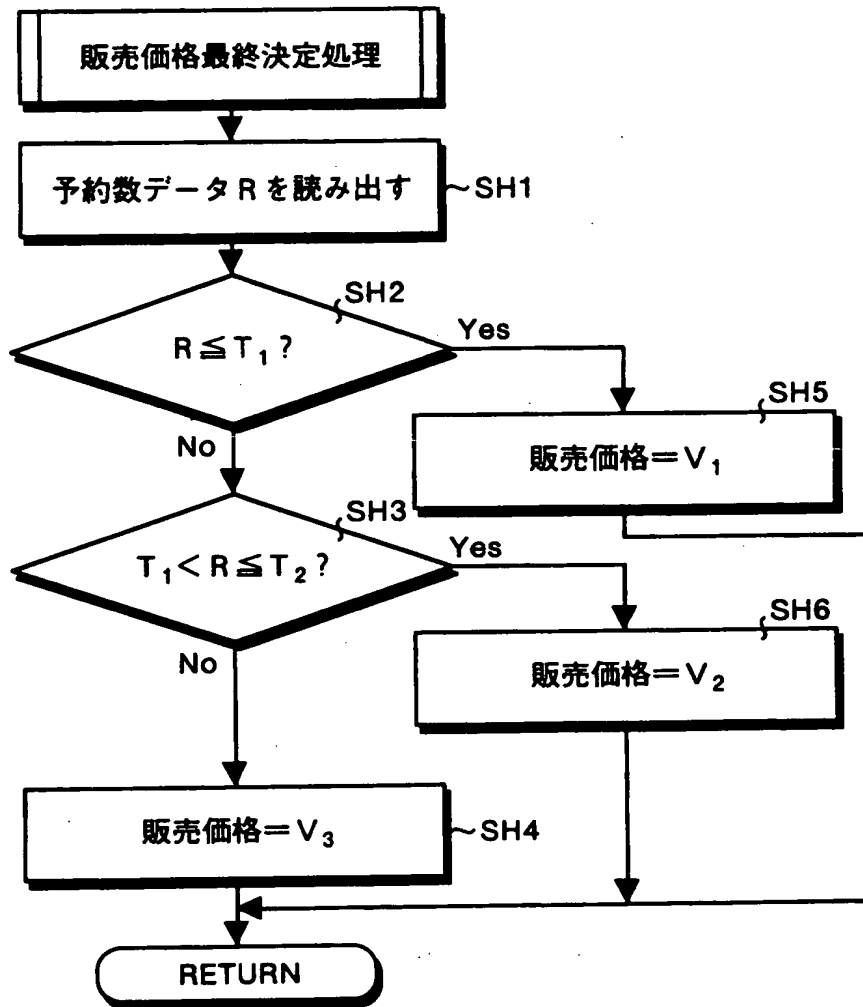 販売価格最終決定処理
予約数データRを読み出す
SH1
SH2
R≦T₁?
Yes
No
SH5
販売価格=V₁
SH3
T₁<R≦T₂?
Yes
No
SH6
販売価格=V₂
販売価格=V₃
SH4
RETURN